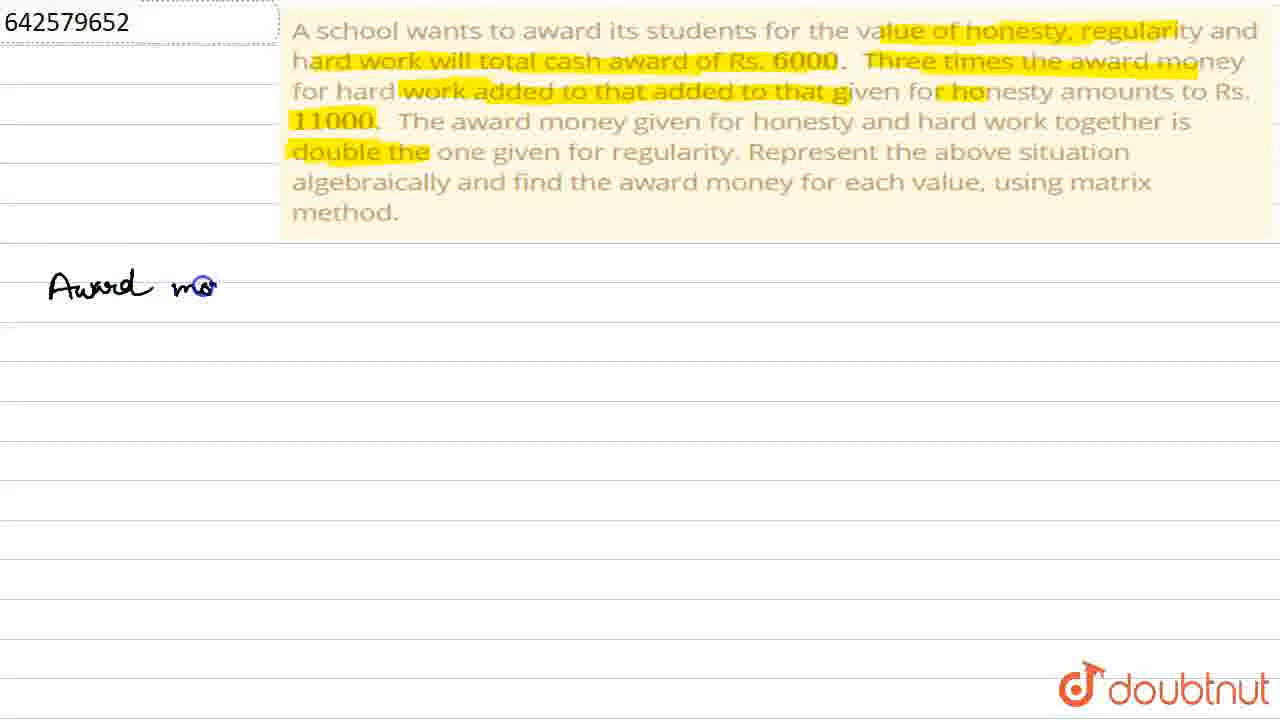 642579652
A school wants to award its students for the value of honesty, regularity and
hard work will total cash award of Rs. 6000. Three times the award money
for hard work added to that added to that given for honesty amounts to Rs.
11000. The award money given for honesty and hard work together is
double the one given for regularity. Represent the above situation
algebraically and find the award money for each value, using matrix
method.
Award mo
doubtnut